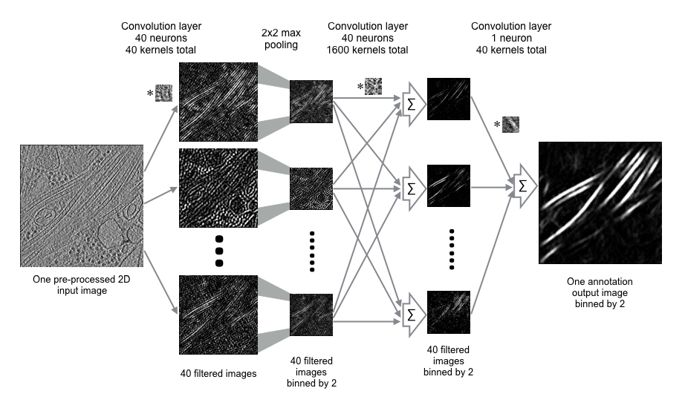 Convolution layer
40 neurons
40 kernels total
2x2 max
pooling
Convolution layer
40 neurons
1600 kernels total
Convolution layer
1 neuron
40 kernels total
*
*
*
Σ
Σ
Σ
Σ
One pre-processed 2D
input image
40 filtered images
40 filtered
images
binned by 2
40 filtered
images
binned by 2
One annotation
output image
binned by 2